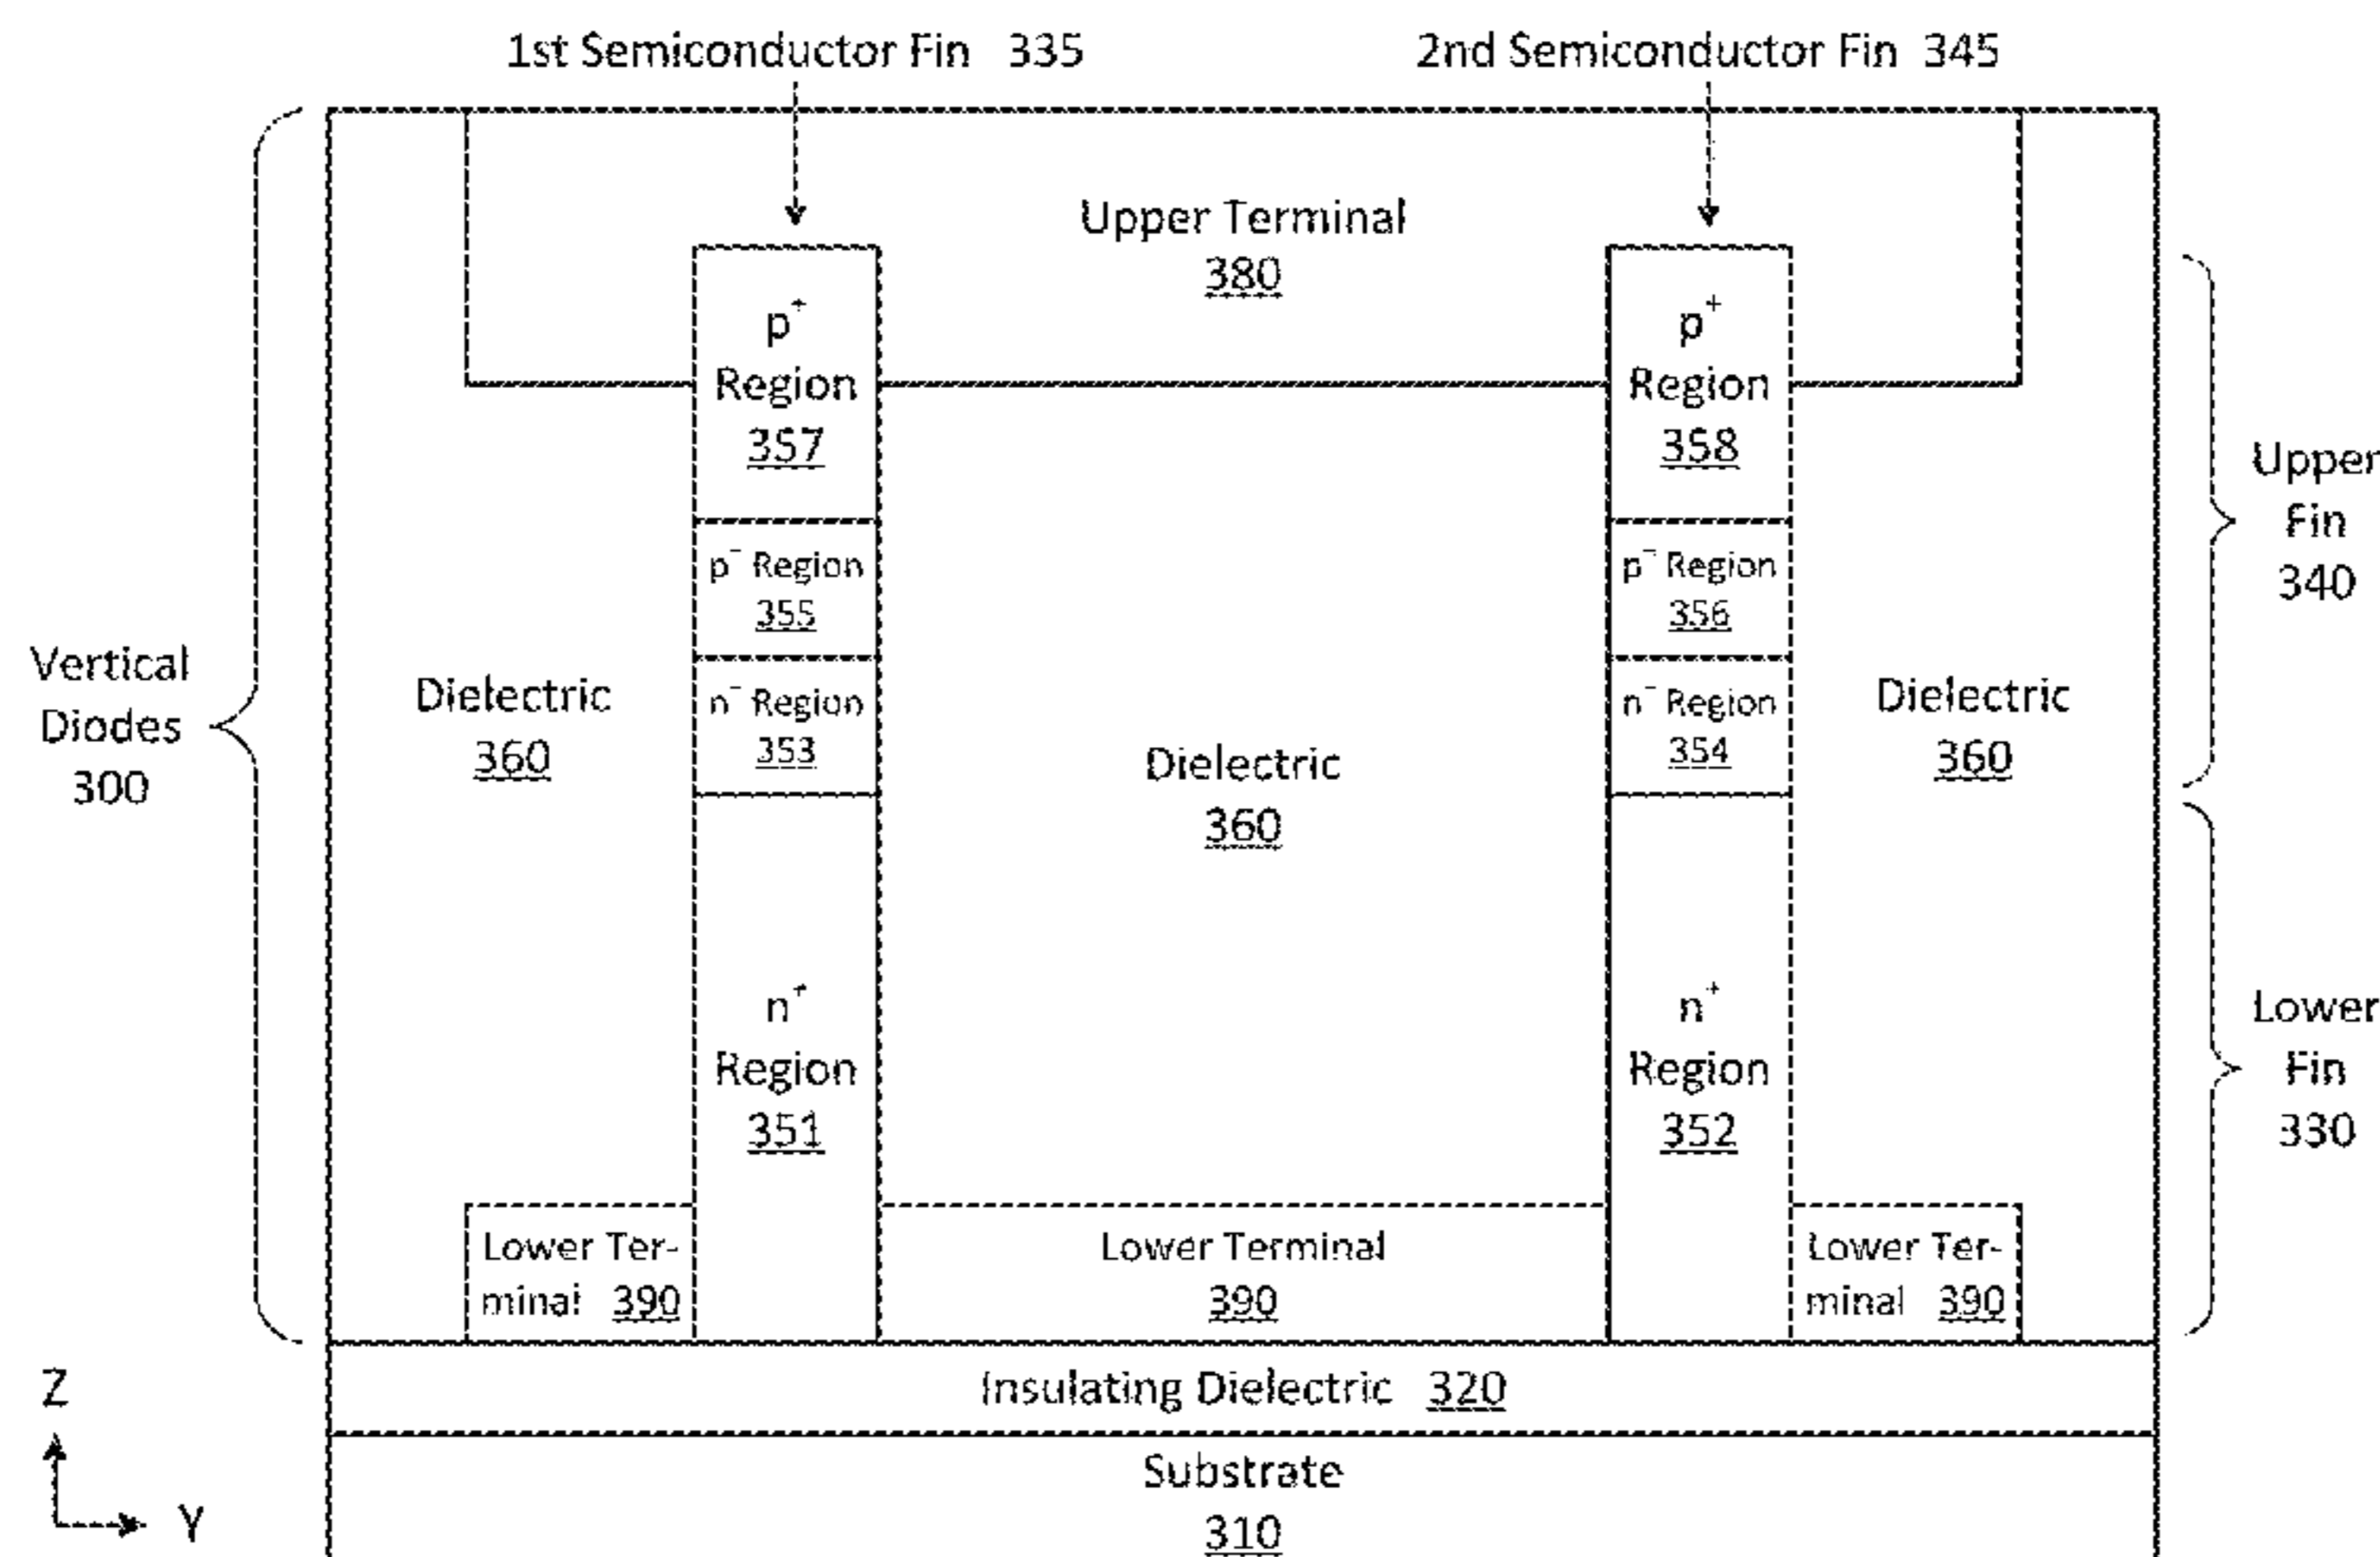 1st Semiconductor Fin 335
2nd Semiconductor Fin 345
Upper Terminal
380
p⁺
Region
357
p⁺
Region
358
Upper
Fin
340
p⁻ Region
355
p⁻ Region
356
Vertical
Diodes
300
Dielectric
360
n⁻ Region
353
Dielectric
360
n⁻ Region
354
Dielectric
360
n⁺
Region
351
n⁺
Region
352
Lower
Fin
330
Lower Ter-
minal 390
Lower Terminal
390
Lower Ter-
minal 390
Insulating Dielectric 320
Substrate
310
Z
Y